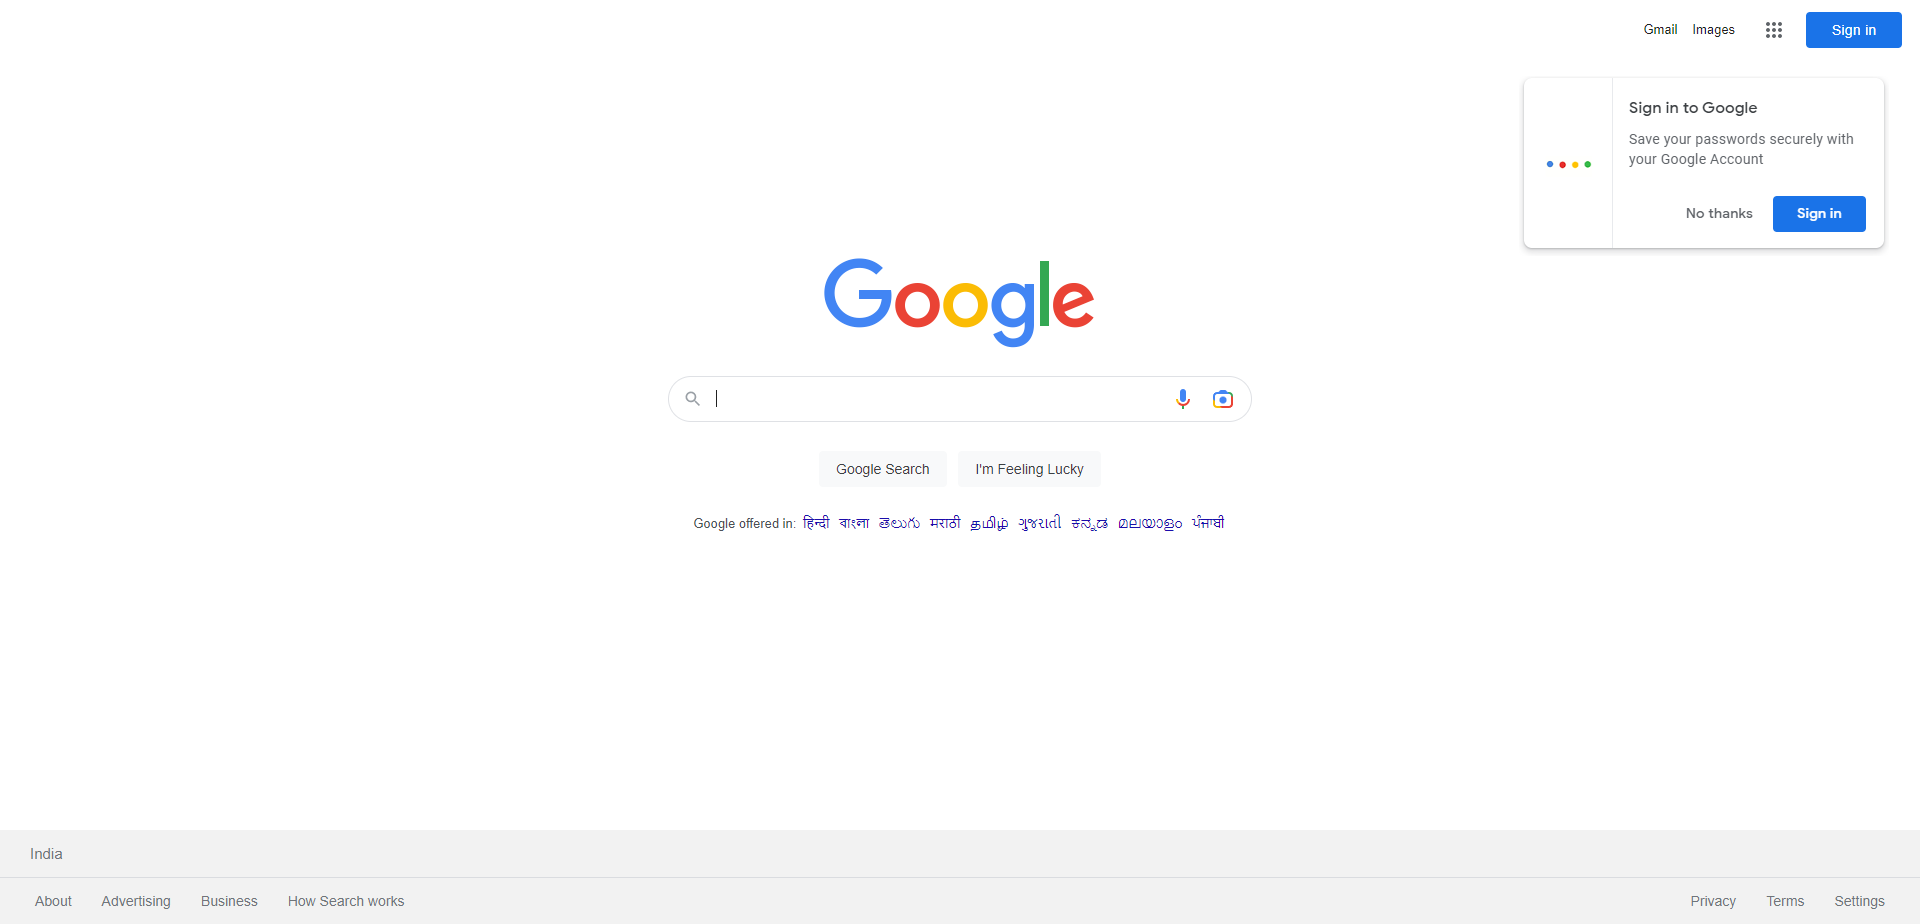 Gmail Images Sign in
Sign in to Google
Save your passwords securely with
your Google Account
No thanks Sign in
Google
Google Search I'm Feeling Lucky
Google offered in: हिन्दी বাংলা తెలుగు मराठी தமிழ் ગુજરાતી ಕನ್ನಡ മലയാളം ਪੰਜਾਬੀ
India
About Advertising Business How Search works Privacy Terms Settings